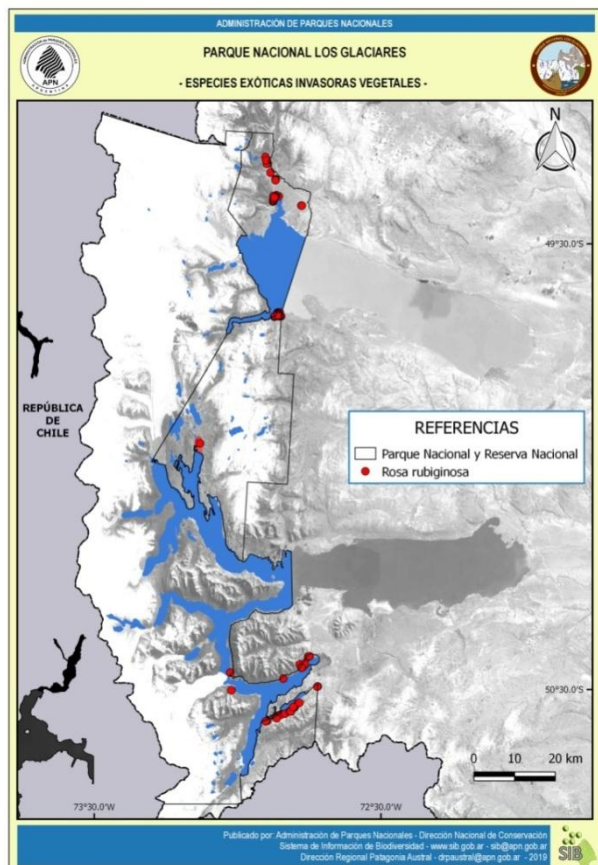 ADMINISTRACIÓN DE PARQUES NACIONALES
PARQUE NACIONAL LOS GLACIARES
- ESPECIES EXÓTICAS INVASORAS VEGETALES -
APN
N
49°30.0'S
REPÚBLICA
DE
CHILE
REFERENCIAS
Parque Nacional y Reserva Nacional
Rosa rubiginosa
50°30.0'S
0 10 20 km
73°30.0'W 72°30.0'W
Publicado por: Administración de Parques Nacionales - Dirección Nacional de Conservación
Sistema de Información de Biodiversidad - www.sib.gob.ar - sib@apn.gob.ar
Dirección Regional Patagonia Austral - drpaustral@apn.gob.ar - 2019
SIB